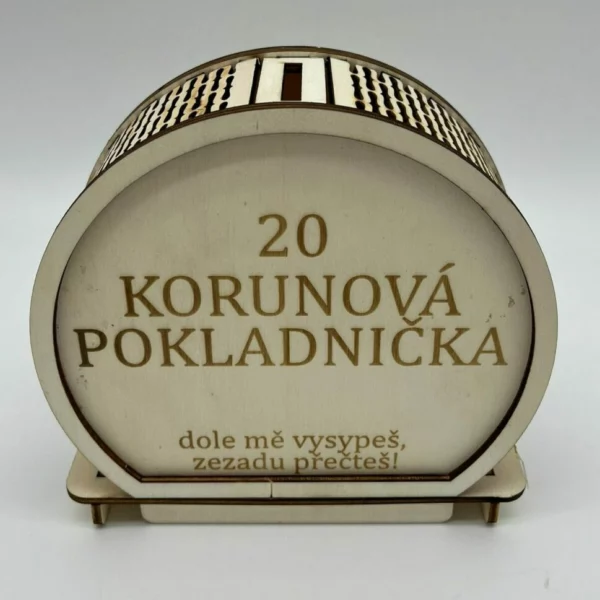 20
KORUNOVÁ
POKLADNIČKA
dole mě vysypeš,
zezadu přečteš!